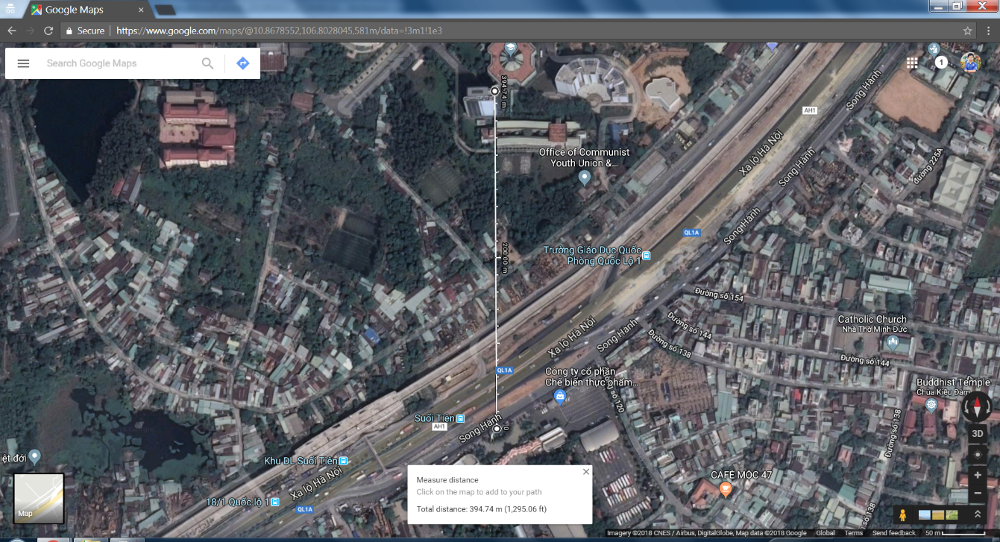 Google Maps
Secure
https://www.google.com/maps/@10.8678552,106.8028045,581m/data=!3m1!1e3
Search Google Maps
1
394.74 m
AH1
Song Hành
Xa lộ Hà Nội
Song Hành
đường 225A
Office of Communist
Youth Union &...
QL1A
Song Hành
Trường Giáo Dục Quốc
Phòng Quốc Lộ 1
200.00 m
Đường số 154
Đường số 144
Đường số 138
Catholic Church
Nhà Thờ Minh Đức
Đường số 144
Xa lộ Hà Nội
Song Hành
QL1A
Công ty cổ phần
Chế biến thực phẩm...
Đường số 120
Buddhist Temple
Chùa Kiều Đàm
Suối Tiên
AH1
Song Hành
0
Đường số 138
3D
iệt đới
Khu DL Suối Tiên
Xa lộ Hà Nội
18/1 Quốc lộ 1
QL1A
CAFÉ MỘC 47
số 138
Map
Measure distance
Click on the map to add to your path
Total distance: 394.74 m (1,295.06 ft)
Imagery ©2018 CNES / Airbus, DigitalGlobe, Map data ©2018 Google Global Terms Send feedback 50 m